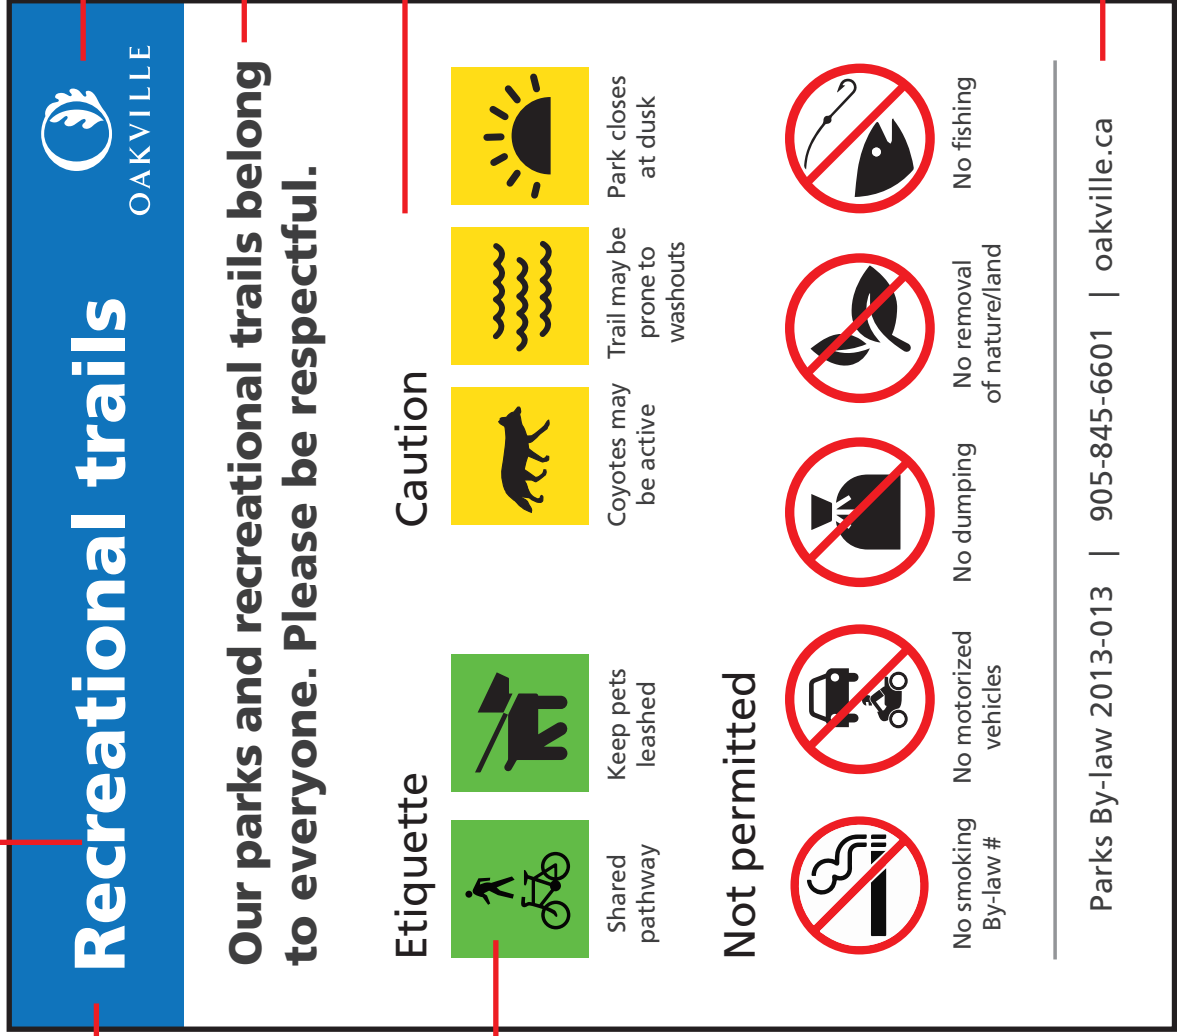 Recreational trails
OAKVILLE
Our parks and recreational trails belong
to everyone. Please be respectful.
Etiquette
Shared
pathway
Keep pets
leashed
Caution
Coyotes may
be active
Trail may be
prone to
washouts
Park closes
at dusk
Not permitted
No smoking
By-law #
No motorized
vehicles
No dumping
No removal
of nature/land
No fishing
Parks By-law 2013-013 | 905-845-6601 | oakville.ca